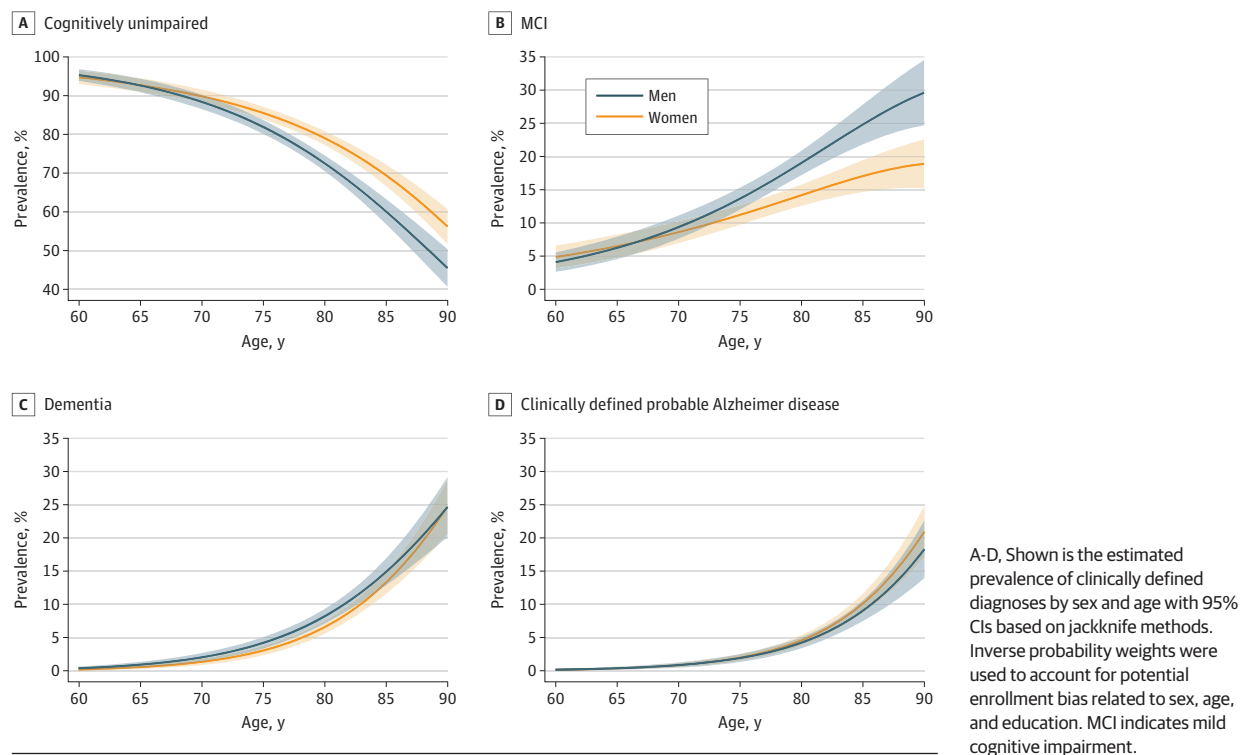 A Cognitively unimpaired
100
90
80
70
60
50
40
Prevalence, %
60 65 70 75 80 85 90
Age, y
B MCI
35
30
25
20
15
10
5
0
Prevalence, %
Men
Women
60 65 70 75 80 85 90
Age, y
C Dementia
35
30
25
20
15
10
5
0
Prevalence, %
60 65 70 75 80 85 90
Age, y
D Clinically defined probable Alzheimer disease
35
30
25
20
15
10
5
0
Prevalence, %
60 65 70 75 80 85 90
Age, y
A-D, Shown is the estimated
prevalence of clinically defined
diagnoses by sex and age with 95%
CIs based on jackknife methods.
Inverse probability weights were
used to account for potential
enrollment bias related to sex, age,
and education. MCI indicates mild
cognitive impairment.